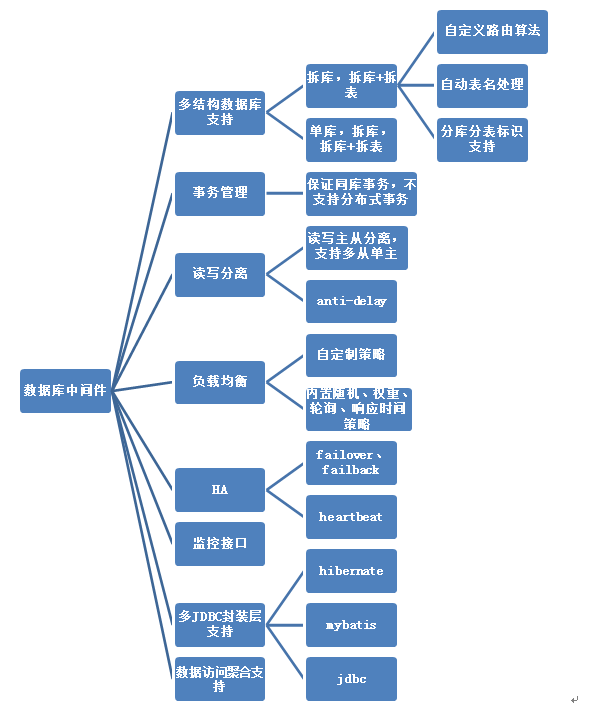 数据库中间件
多结构数据库
支持
拆库，拆库+拆
表
自定义路由算法
自动表名处理
分库分表标识
支持
单库，拆库，
拆库+拆表
事务管理
保证同库事务，不
支持分布式事务
读写分离
读写主从分离，
支持多从单主
anti-delay
负载均衡
自定制策略
内置随机、权重、
轮询、响应时间
策略
HA
failover、
failback
heartbeat
监控接口
多JDBC封装层
支持
hibernate
mybatis
jdbc
数据访问聚合支
持